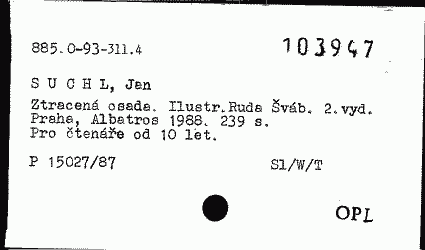 885.0-93-311.4 103947
S U C H L, Jan
Ztracená osada. Ilustr.Ruda Šváb. 2.vyd.
Praha, Albatros 1988. 239 s.
Pro čtenáře od 10 let.
P 15027/87 Sl/W/T
OPL